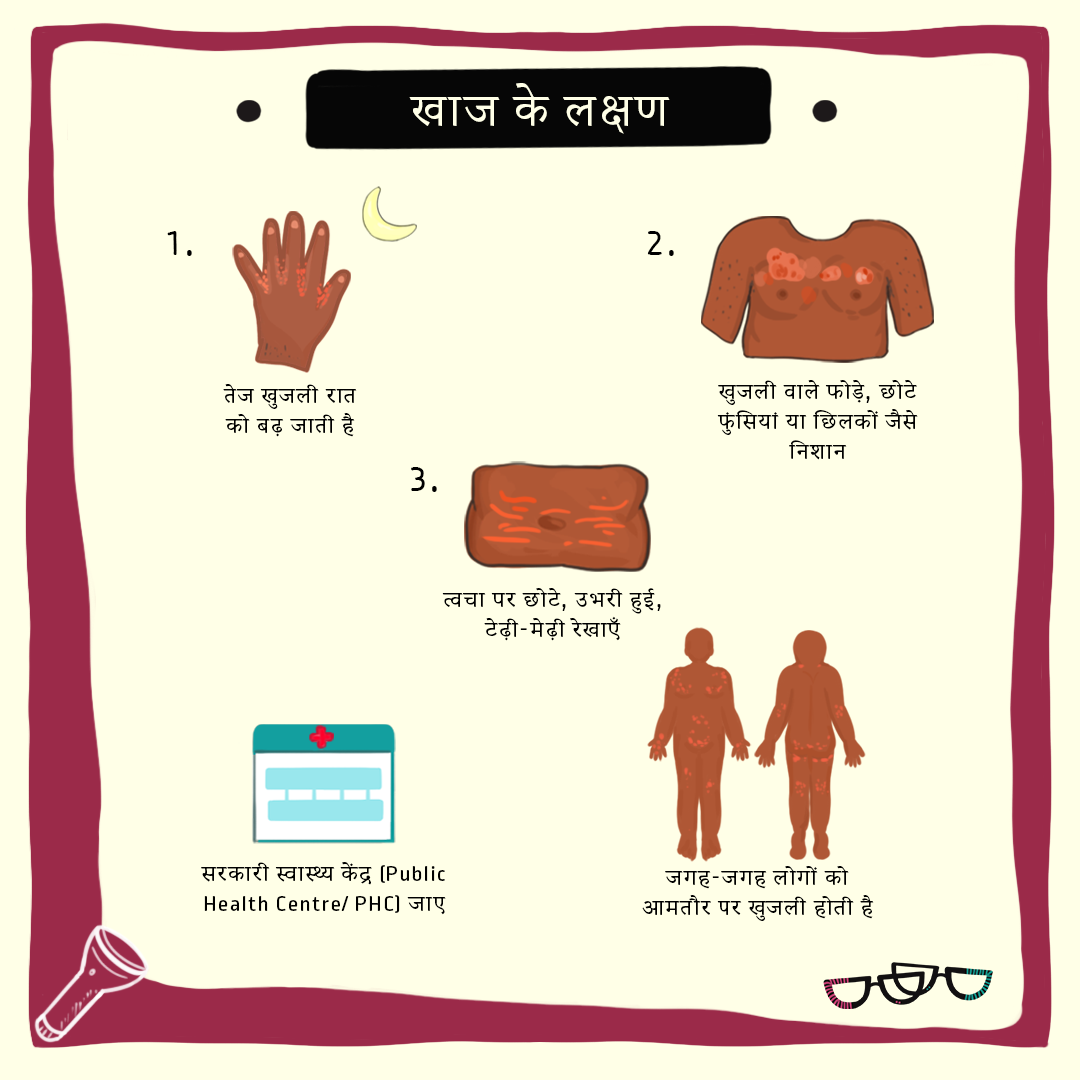 खाज के लक्षण
1.
तेज खुजली रात
को बढ़ जाती है
2.
खुजली वाले फोड़े, छोटे
फुंसियां या छिलकों जैसे
निशान
3.
त्वचा पर छोटे, उभरी हुई,
टेढ़ी-मेढ़ी रेखाएँ
सरकारी स्वास्थ्य केंद्र (Public
Health Centre/ PHC) जाए
जगह-जगह लोगों को
आमतौर पर खुजली होती है